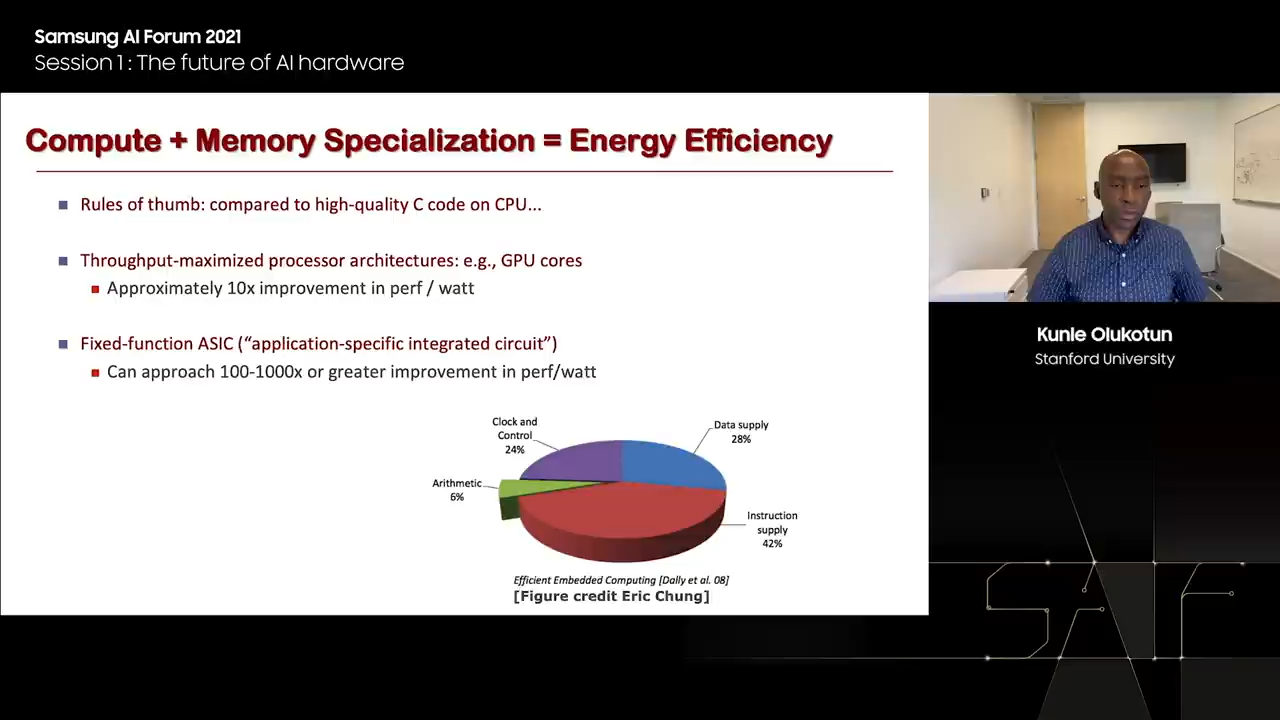 Samsung AI Forum 2021
Session 1 : The future of AI hardware
Compute + Memory Specialization = Energy Efficiency
Rules of thumb: compared to high-quality C code on CPU...
Throughput-maximized processor architectures: e.g., GPU cores
Approximately 10x improvement in perf / watt
Fixed-function ASIC (“application-specific integrated circuit”)
Can approach 100-1000x or greater improvement in perf/watt
Clock and
Control
24%
Data supply
28%
Arithmetic
6%
Instruction
supply
42%
Efficient Embedded Computing [Dally et al. 08]
[Figure credit Eric Chung]
Kunle Olukotun
Stanford University